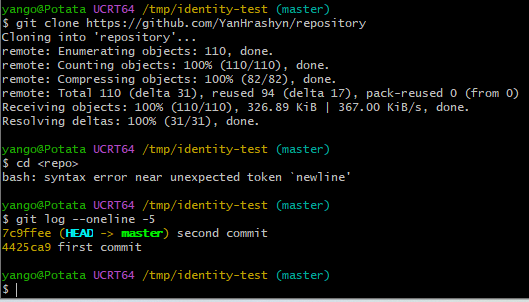 yango@Potata UCRT64 /tmp/identity-test (master)
$ git clone https://github.com/YanHrashyn/repository
Cloning into 'repository'...
remote: Enumerating objects: 110, done.
remote: Counting objects: 100% (110/110), done.
remote: Compressing objects: 100% (82/82), done.
remote: Total 110 (delta 31), reused 94 (delta 17), pack-reused 0 (from 0)
Receiving objects: 100% (110/110), 326.89 KiB | 367.00 KiB/s, done.
Resolving deltas: 100% (31/31), done.
yango@Potata UCRT64 /tmp/identity-test (master)
$ cd <repo>
bash: syntax error near unexpected token `newline'
yango@Potata UCRT64 /tmp/identity-test (master)
$ git log --oneline -5
7c9ffee (HEAD -> master) second commit
4425ca9 first commit
yango@Potata UCRT64 /tmp/identity-test (master)
$